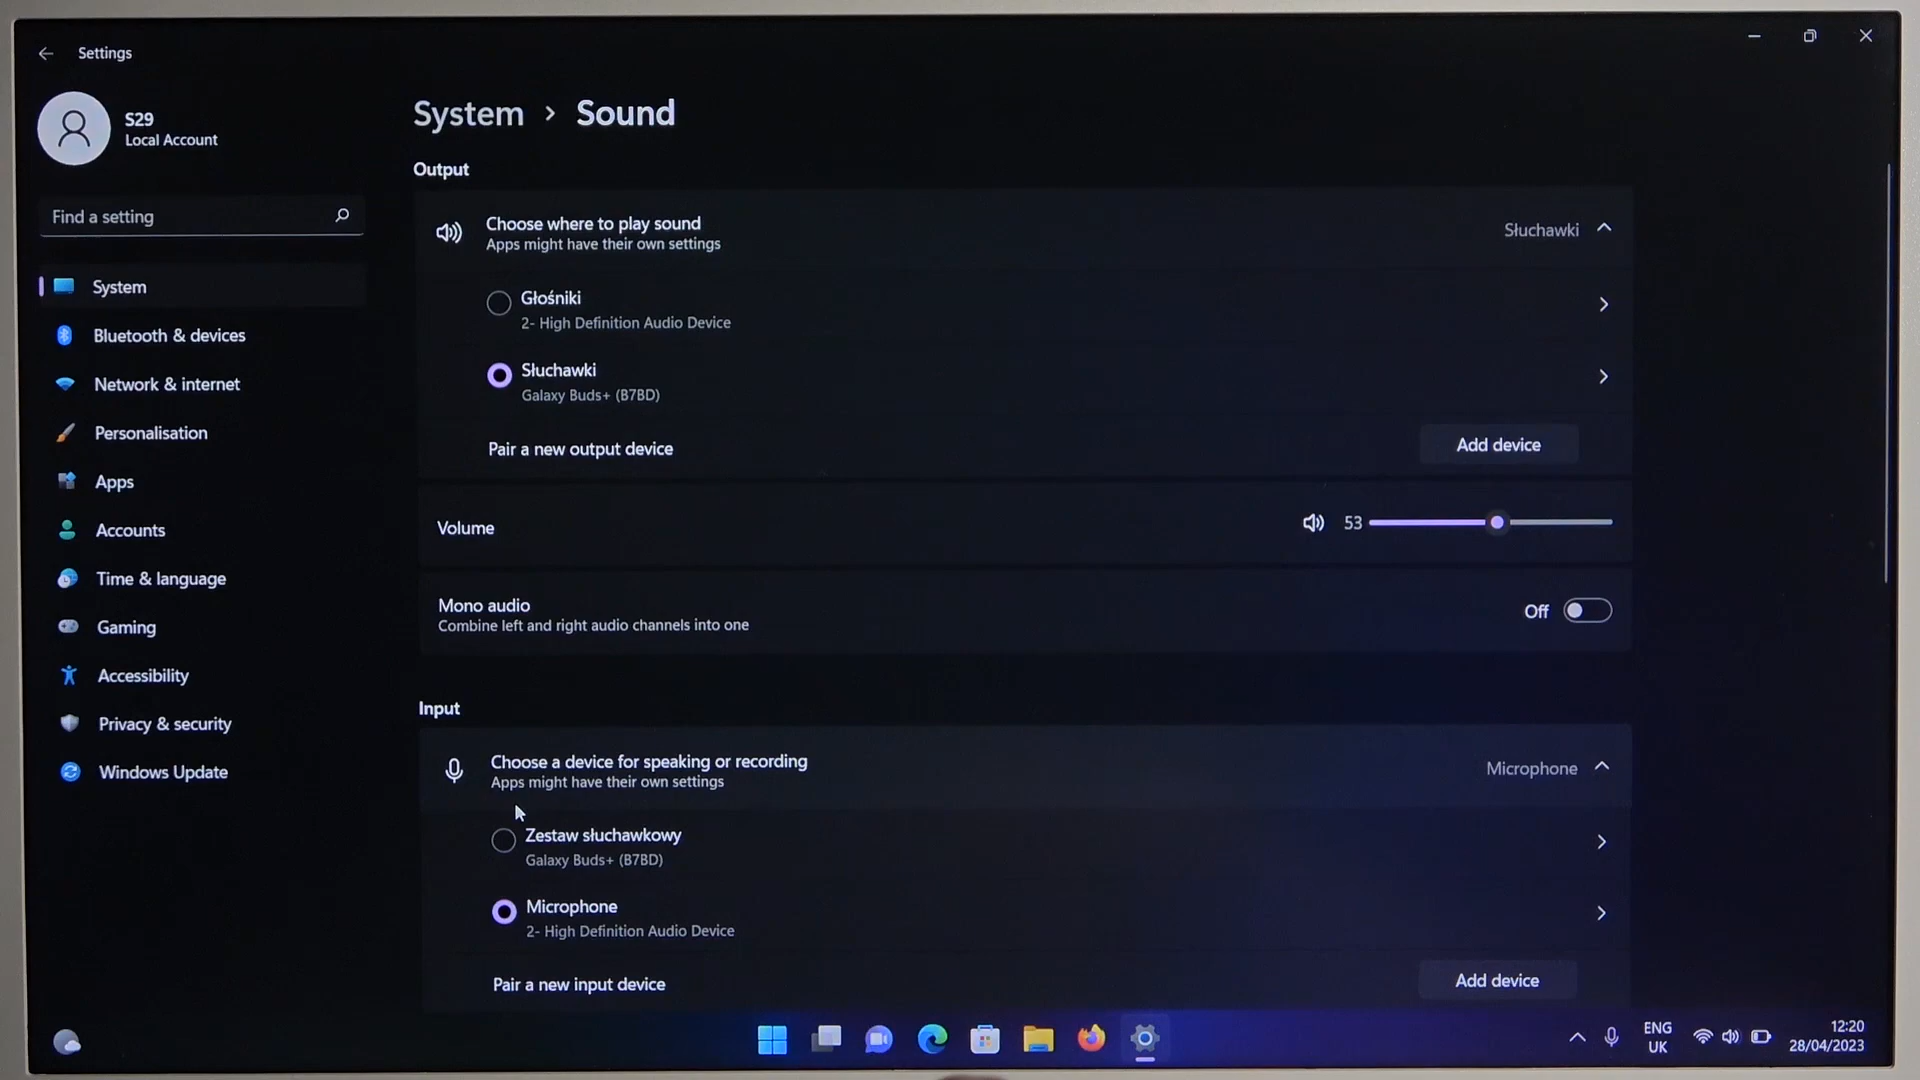 Settings
S29
Local Account
Find a setting
System
Bluetooth & devices
Network & internet
Personalisation
Apps
Accounts
Time & language
Gaming
Accessibility
Privacy & security
Windows Update
System > Sound
Output
Choose where to play sound
Apps might have their own settings
Słuchawki
Głośniki
2- High Definition Audio Device
Słuchawki
Galaxy Buds+ (B7BD)
Pair a new output device
Add device
Volume
53
Mono audio
Combine left and right audio channels into one
Off
Input
Choose a device for speaking or recording
Apps might have their own settings
Microphone
Zestaw słuchawkowy
Galaxy Buds+ (B7BD)
Microphone
2- High Definition Audio Device
Pair a new input device
Add device
ENG
UK
12:20
28/04/2023